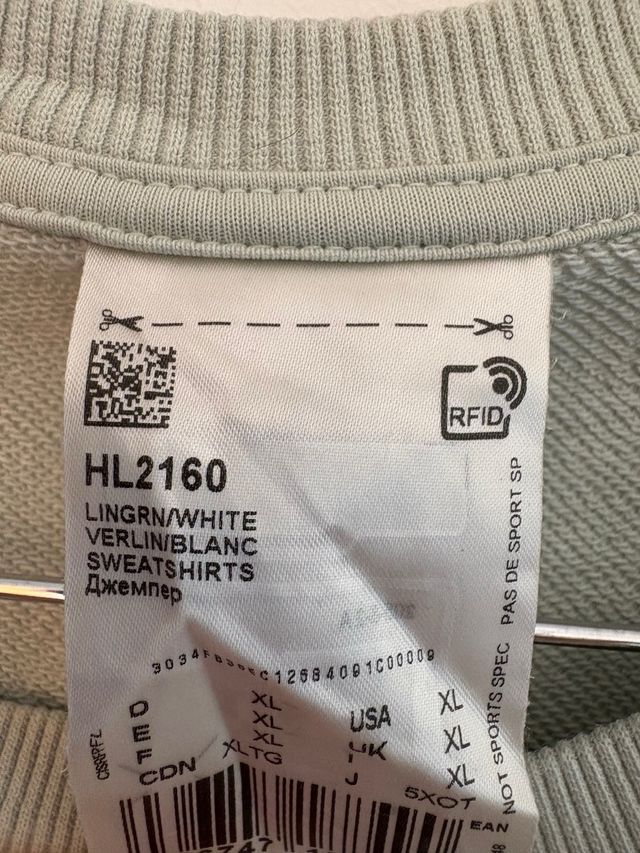 RFID
HL2160
LINGRN/WHITE
VERLIN/BLANC
SWEATSHIRTS
Джемпер
NOT SPORTS SPEC PAS DE SPORT SP
D XL USA XL
E XL UK XL
F XL J XL
CDN XLTG 5XOT
EAN